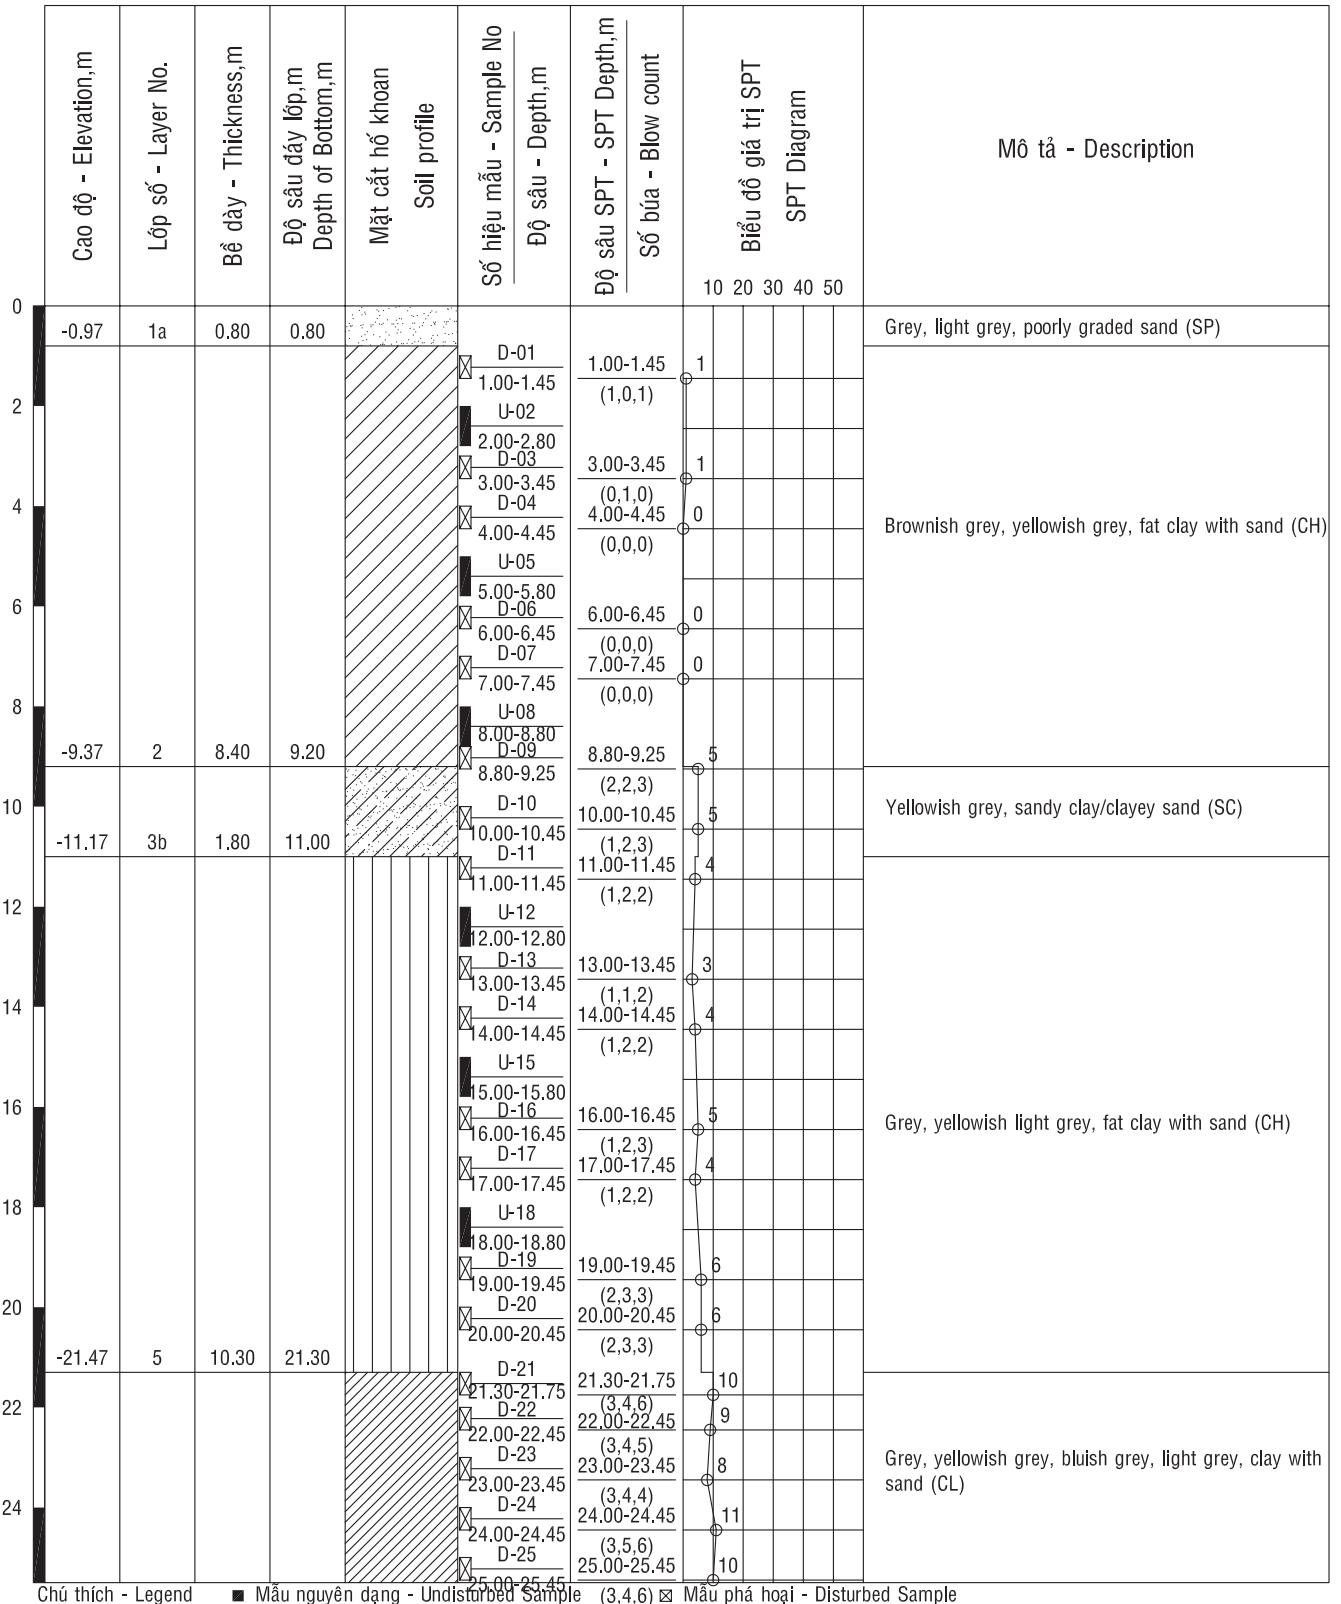 Cao độ - Elevation,m
Lớp số - Layer No.
Bề dày - Thickness,m
Độ sâu đáy lớp,m
Depth of Bottom,m
Mặt cắt hố khoan
Soil profile
Số hiệu mẫu - Sample No
Độ sâu - Depth,m
Độ sâu SPT - SPT Depth,m
Số búa - Blow count
Biểu đồ giá trị SPT
SPT Diagram
Mô tả - Description
10 20 30 40 50
0
-0.97 1a 0.80 0.80
Grey, light grey, poorly graded sand (SP)
D-01
1.00-1.45
1.00-1.45 1
(1,0,1)
2
U-02
2.00-2.80
D-03
3.00-3.45
3.00-3.45 1
(0,1,0)
4
D-04
4.00-4.45
4.00-4.45 0
(0,0,0)
Brownish grey, yellowish grey, fat clay with sand (CH)
U-05
5.00-5.80
6
D-06
6.00-6.45
6.00-6.45 0
(0,0,0)
D-07
7.00-7.45
7.00-7.45 0
(0,0,0)
8
U-08
8.00-8.80
-9.37 2 8.40 9.20
D-09
8.80-9.25
8.80-9.25 5
(2,2,3)
10
D-10
10.00-10.45
10.00-10.45 5
(1,2,3)
Yellowish grey, sandy clay/clayey sand (SC)
-11.17 3b 1.80 11.00
D-11
11.00-11.45
11.00-11.45 4
(1,2,2)
12
U-12
12.00-12.80
D-13
13.00-13.45
13.00-13.45 3
(1,1,2)
14
D-14
14.00-14.45
14.00-14.45 4
(1,2,2)
U-15
15.00-15.80
16
D-16
16.00-16.45
16.00-16.45 5
(1,2,3)
Grey, yellowish light grey, fat clay with sand (CH)
D-17
17.00-17.45
17.00-17.45 4
(1,2,2)
18
U-18
18.00-18.80
D-19
19.00-19.45
19.00-19.45 6
(2,3,3)
20
D-20
20.00-20.45
20.00-20.45 6
(2,3,3)
-21.47 5 10.30 21.30
D-21
21.30-21.75
21.30-21.75 10
(3,4,6)
22
D-22
22.00-22.45
22.00-22.45 9
(3,4,5)
D-23
23.00-23.45
23.00-23.45 8
(3,4,4)
Grey, yellowish grey, bluish grey, light grey, clay with
sand (CL)
24
D-24
24.00-24.45
24.00-24.45 11
(3,5,6)
D-25
25.00-25.45
25.00-25.45 10
(3,4,6)
Chú thích - Legend Mẫu nguyên dạng - Undisturbed Sample Mẫu phá hoại - Disturbed Sample